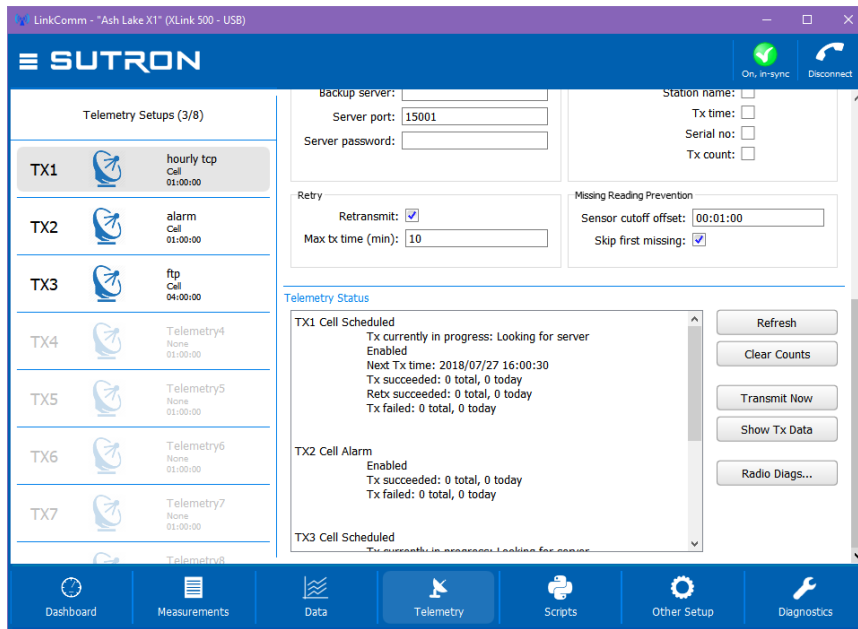 LinkComm - "Ash Lake X1" (XLink 500 - USB)
SUTRON
On, in-sync
Disconnect
Telemetry Setups (3/8)
TX1
hourly tcp
Cell
01:00:00
TX2
alarm
Cell
01:00:00
TX3
ftp
Cell
04:00:00
TX4
Telemetry4
None
01:00:00
TX5
Telemetry5
None
01:00:00
TX6
Telemetry6
None
01:00:00
TX7
Telemetry7
None
01:00:00
Telemetry8
Backup server:
Server port: 15001
Server password:
Station name:
Tx time:
Serial no:
Tx count:
Retry
Retransmit:
Max tx time (min): 10
Missing Reading Prevention
Sensor cutoff offset: 00:01:00
Skip first missing:
Telemetry Status
TX1 Cell Scheduled
Tx currently in progress: Looking for server
Enabled
Next Tx time: 2018/07/27 16:00:30
Tx succeeded: 0 total, 0 today
Retx succeeded: 0 total, 0 today
Tx failed: 0 total, 0 today
TX2 Cell Alarm
Enabled
Tx succeeded: 0 total, 0 today
Tx failed: 0 total, 0 today
TX3 Cell Scheduled
Tx currently in progress: Looking for server
Refresh
Clear Counts
Transmit Now
Show Tx Data
Radio Diags...
Dashboard
Measurements
Data
Telemetry
Scripts
Other Setup
Diagnostics